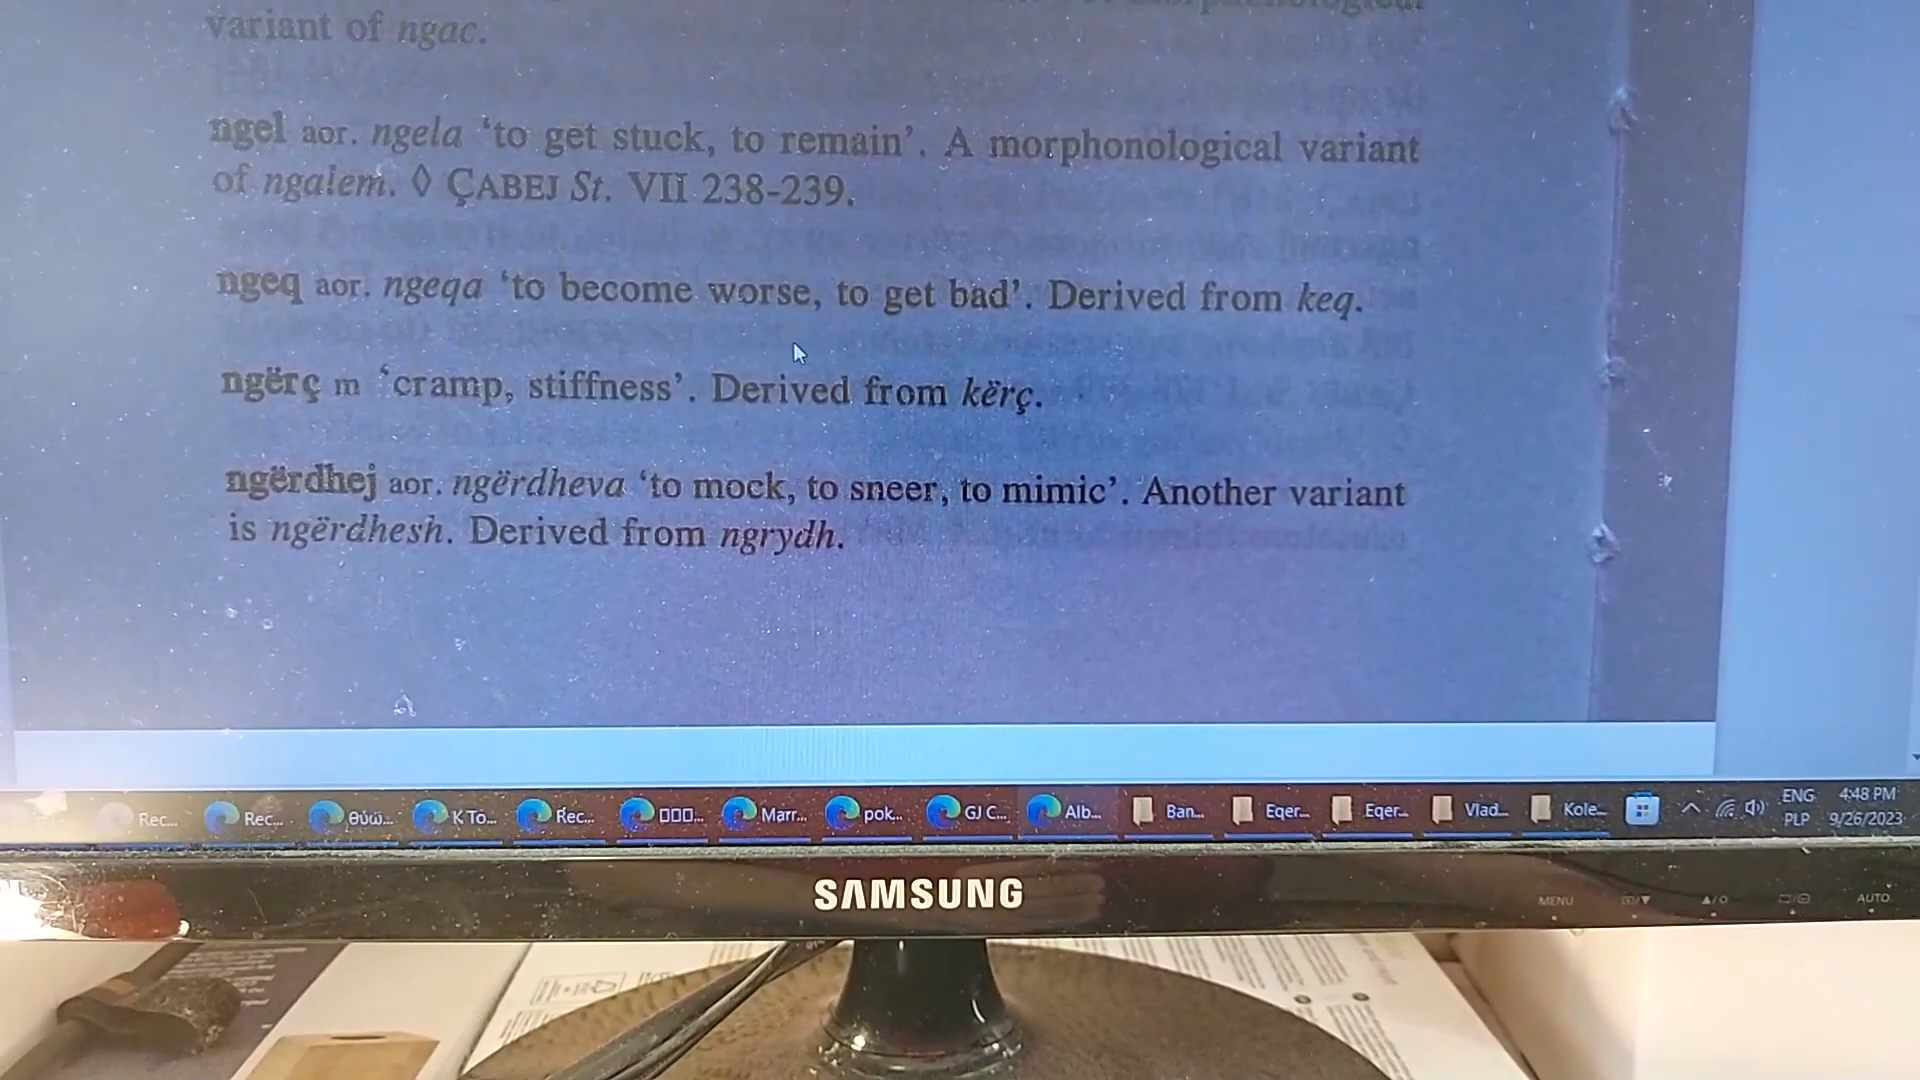 variant of ngac.
ngel aor. ngela ‘to get stuck, to remain’. A morphonological variant
of ngalem. ◊ ÇABEJ St. VII 238-239.
ngeq aor. ngeqa ‘to become worse, to get bad’. Derived from keq.
ngërç m ‘cramp, stiffness’. Derived from kërç.
ngërdhej aor. ngërdheva ‘to mock, to sneer, to mimic’. Another variant
is ngërdhesh. Derived from ngrydh.
Rec... Rec... θύω... K To... Rec... Marr... pok... GJ C... Alb... Ban... Eqer... Eqer... Vlad... Kole... ENG 4:48 PM
PLP 9/26/2023
SAMSUNG
MENU AUTO